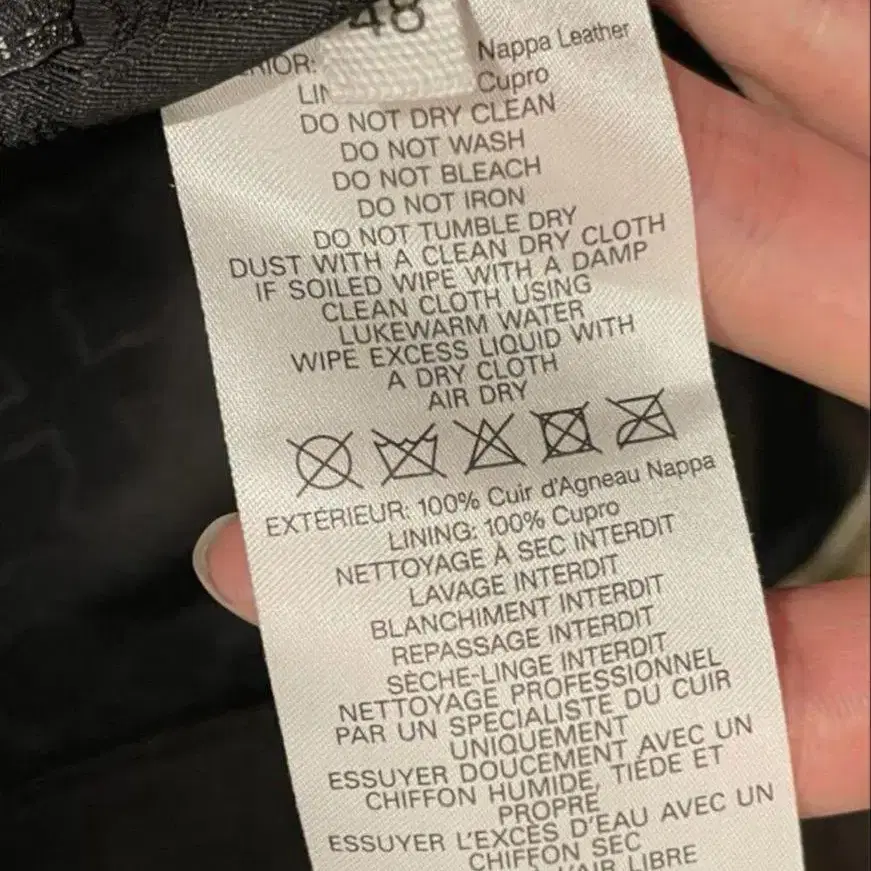 48
Nappa Leather
Cupro
DO NOT DRY CLEAN
DO NOT WASH
DO NOT BLEACH
DO NOT IRON
DO NOT TUMBLE DRY
DUST WITH A CLEAN DRY CLOTH
IF SOILED WIPE WITH A DAMP
CLEAN CLOTH USING
LUKEWARM WATER
WIPE EXCESS LIQUID WITH
A DRY CLOTH
AIR DRY
EXTÉRIEUR: 100% Cuir d'Agneau Nappa
LINING: 100% Cupro
NETTOYAGE À SEC INTERDIT
LAVAGE INTERDIT
BLANCHIMENT INTERDIT
REPASSAGE INTERDIT
SÈCHE-LINGE INTERDIT
NETTOYAGE PROFESSIONNEL
PAR UN SPÉCIALISTE DU CUIR
UNIQUEMENT
ESSUYER DOUCEMENT AVEC UN
CHIFFON HUMIDE, TIÉDE ET
PROPRE
ESSUYER L'EXCÈS D'EAU AVEC UN
CHIFFON SEC
L'AIR LIBRE